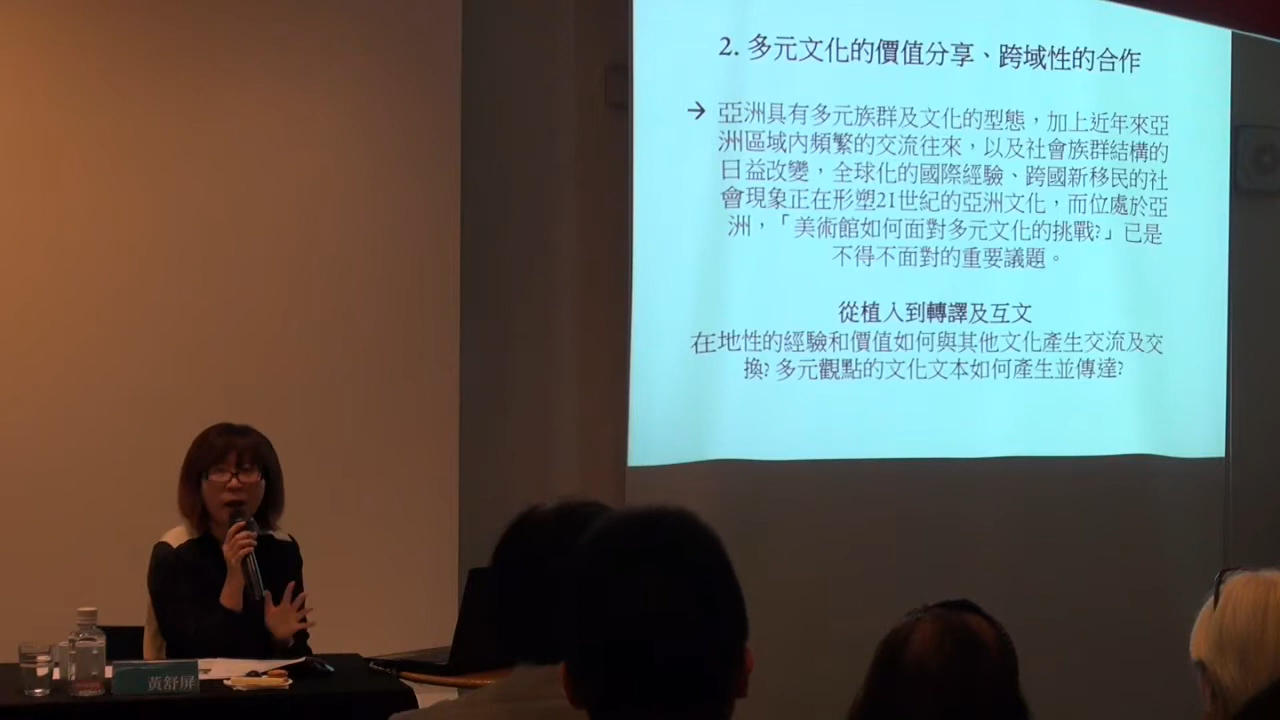 2. 多元文化的價值分享、跨域性的合作
→ 亞洲具有多元族群及文化的型態，加上近年來亞
洲區域內頻繁的交流往來，以及社會族群結構的
日益改變，全球化的國際經驗、跨國新移民的社
會現象正在形塑21世紀的亞洲文化，而位處於亞
洲，「美術館如何面對多元文化的挑戰?」已是
不得不面對的重要議題。
從植入到轉譯及互文
在地性的經驗和價值如何與其他文化產生交流及交
換? 多元觀點的文化文本如何產生並傳達?
黃舒屏